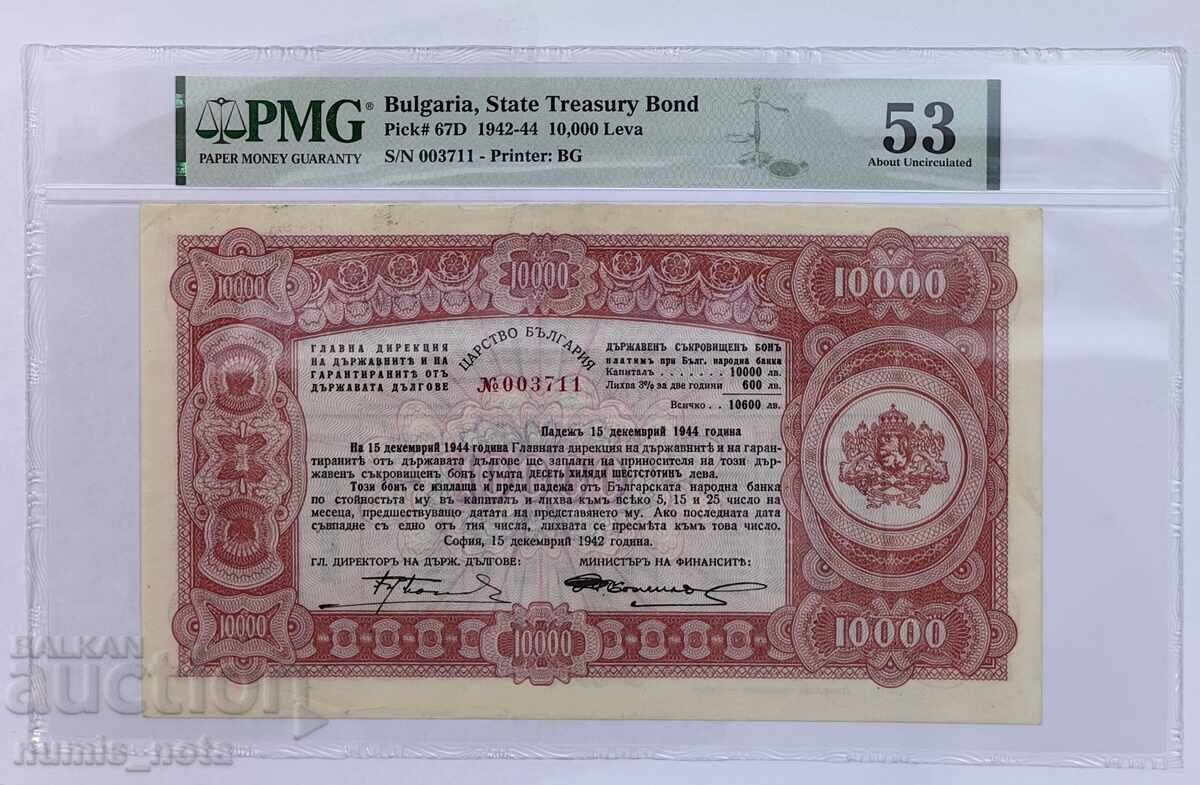 PMG®
PAPER MONEY GUARANTY
Bulgaria, State Treasury Bond
Pick# 67D 1942-44 10,000 Leva
S/N 003711 - Printer: BG
53
About Uncirculated
10000
10000
10000
ГЛАВНА ДИРЕКЦИЯ
НА ДЪРЖАВНИТѢ И НА
ГАРАНТИРАНИТѢ ОТЪ
ДЪРЖАВАТА ДЪЛГОВЕ
ЦАРСТВО БЪЛГАРИЯ
№003711
ДЪРЖАВЕНЪ СЪКРОВИЩЕНЪ БОНЪ
платимъ при Бълг. народна банка
Капиталъ . . . . . . . 10000 лв.
Лихва 3% за две години 600 лв.
Всичко . . 10600 лв.
Падежъ 15 декемврий 1944 година
На 15 декемврий 1944 година Главната дирекция на държавнитѣ и на гаран-
тиранитѣ отъ държавата дългове ще заплати на приносителя на този дър-
жавенъ съкровищенъ бонъ сумата ДЕСЕТЬ ХИЛЯДИ ШЕСТСТОТИНЪ лева.
Този бонъ се изплаща и преди падежа отъ Българската народна банка
по стойностьта му въ капиталъ и лихва къмъ всѣко 5, 15 и 25 число на
месеца, предшествуващо датата на представянето му. Ако последната дата
съвпадне съ едно отъ тия числа, лихвата се пресмѣта къмъ това число.
София, 15 декемврий 1942 година.
ГЛ. ДИРЕКТОРЪ НА ДЪРЖ. ДЪЛГОВЕ:
МИНИСТЪРЪ НА ФИНАНСИТѢ:
10000
10000
10000
BALKAN
auction
numis_nota